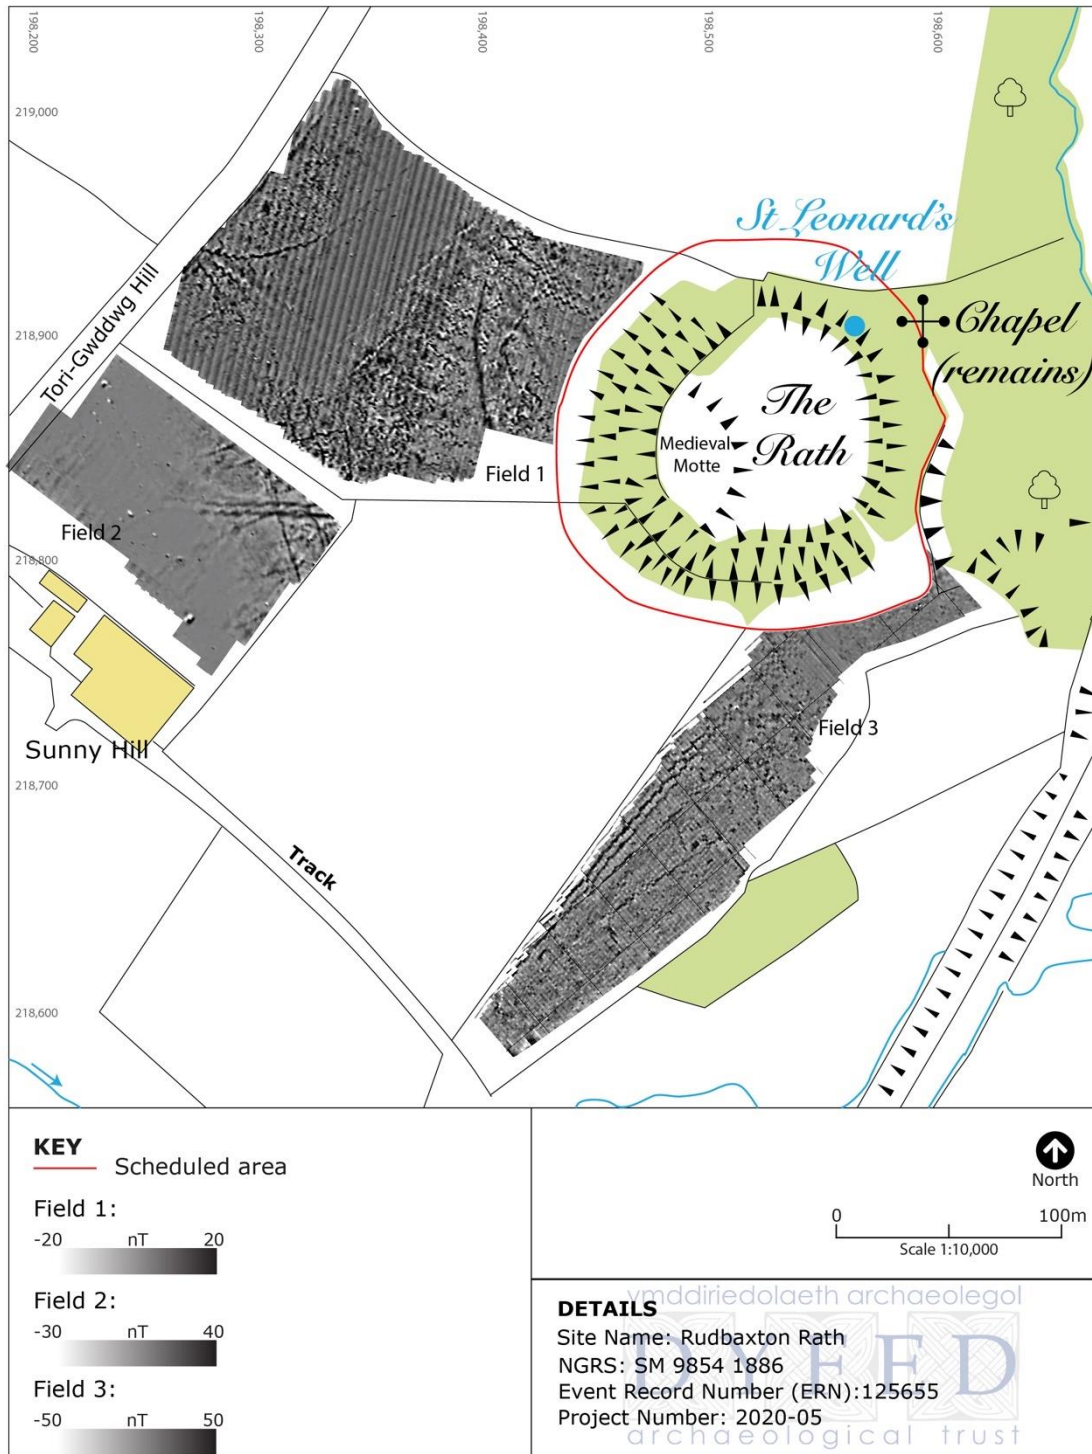 198,200
198,300
198,400
198,500
198,600
219,000
218,900
218,800
218,700
218,600
Tori-Gwddwg Hill
St Leonard's
Well
Chapel
(remains)
The
Rath
Medieval
Motte
Field 1
Field 2
Field 3
Sunny Hill
Track
KEY
Scheduled area
Field 1:
-20 nT 20
Field 2:
-30 nT 40
Field 3:
-50 nT 50
North
0 100m
Scale 1:10,000
ymddiriedolaeth archaeolegol
DYFED
archaeological trust
DETAILS
Site Name: Rudbaxton Rath
NGRS: SM 9854 1886
Event Record Number (ERN):125655
Project Number: 2020-05